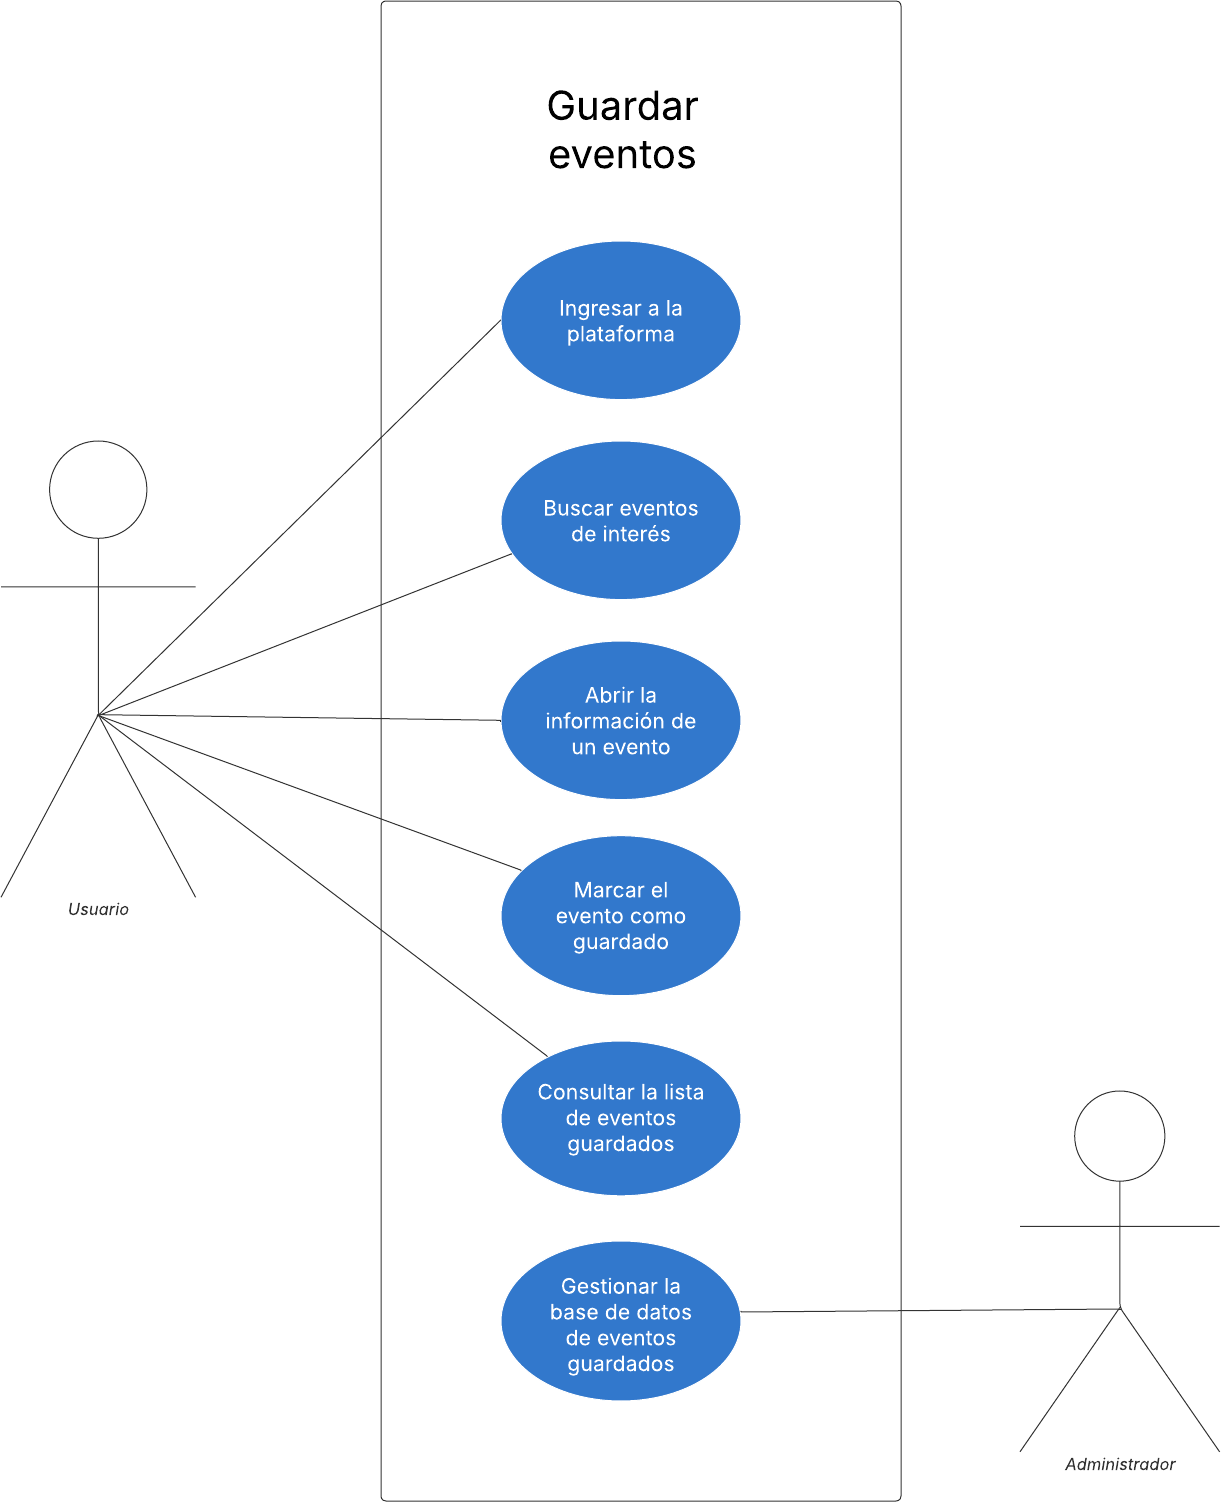 Guardar
eventos
Ingresar a la
plataforma
Buscar eventos
de interés
Abrir la
información de
un evento
Marcar el
evento como
guardado
Usuario
Consultar la lista
de eventos
guardados
Gestionar la
base de datos
de eventos
guardados
Administrador